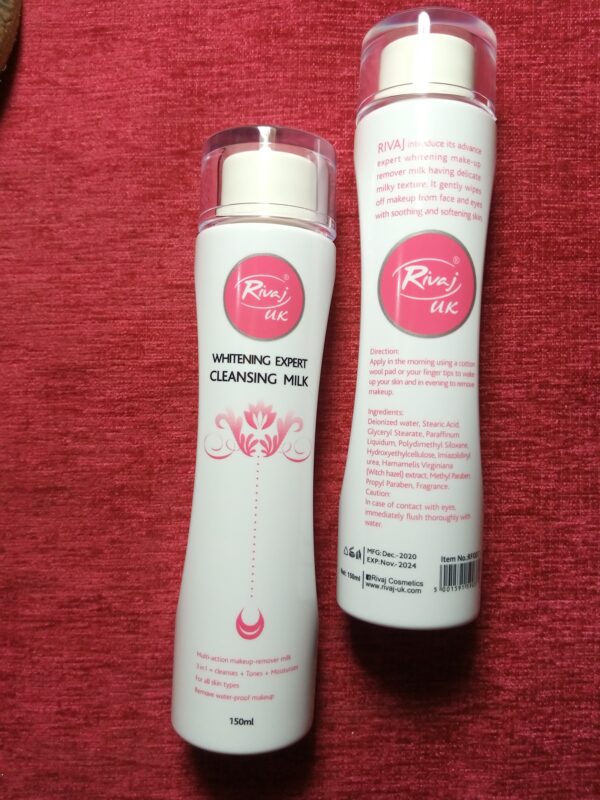 Rivaj®
UK
WHITENING EXPERT
CLEANSING MILK
Multi-action makeup-remover milk
3 in 1 = cleanses + Tones + Moisturizes
For all skin types
Remove water-proof makeup
150ml
RIVAJ introduce its advance
expert whitening make-up
remover milk having delicate
milky texture. It gently wipes
off makeup from face and eyes
with soothing and softening skin.
Rivaj®
UK
Direction:
Apply in the morning using a cotton
wool pad or your finger tips to wake
up your skin and in evening to remove
makeup.
Ingredients:
Deionized water, Stearic Acid,
Glyceryl Stearate, Paraffinum
Liquidum, Polydimethyl Siloxane,
Hydroxyethylcellulose, Imiazolidinyl
urea, Hamamelis Virginiana
(Witch hazel) extract, Methyl Paraben,
Propyl Paraben, Fragrance.
Caution:
In case of contact with eyes,
immediately flush thoroughly with
water.
MFG:Dec.-2020
EXP:Nov.-2024
Item No.:
Net: 150ml
Rivaj Cosmetics
www.rivaj-uk.com